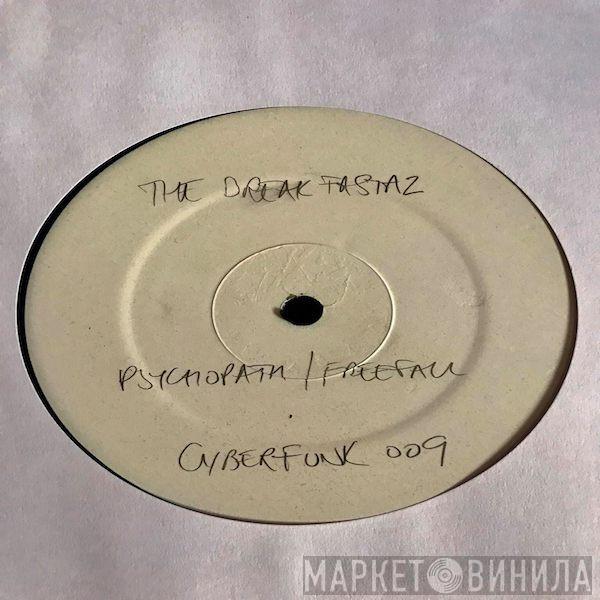 THE BREAKFASTAZ
PSYCHOPATH / FREEFALL
CYBERFUNK 009
МАРКЕТ ВИНИЛА